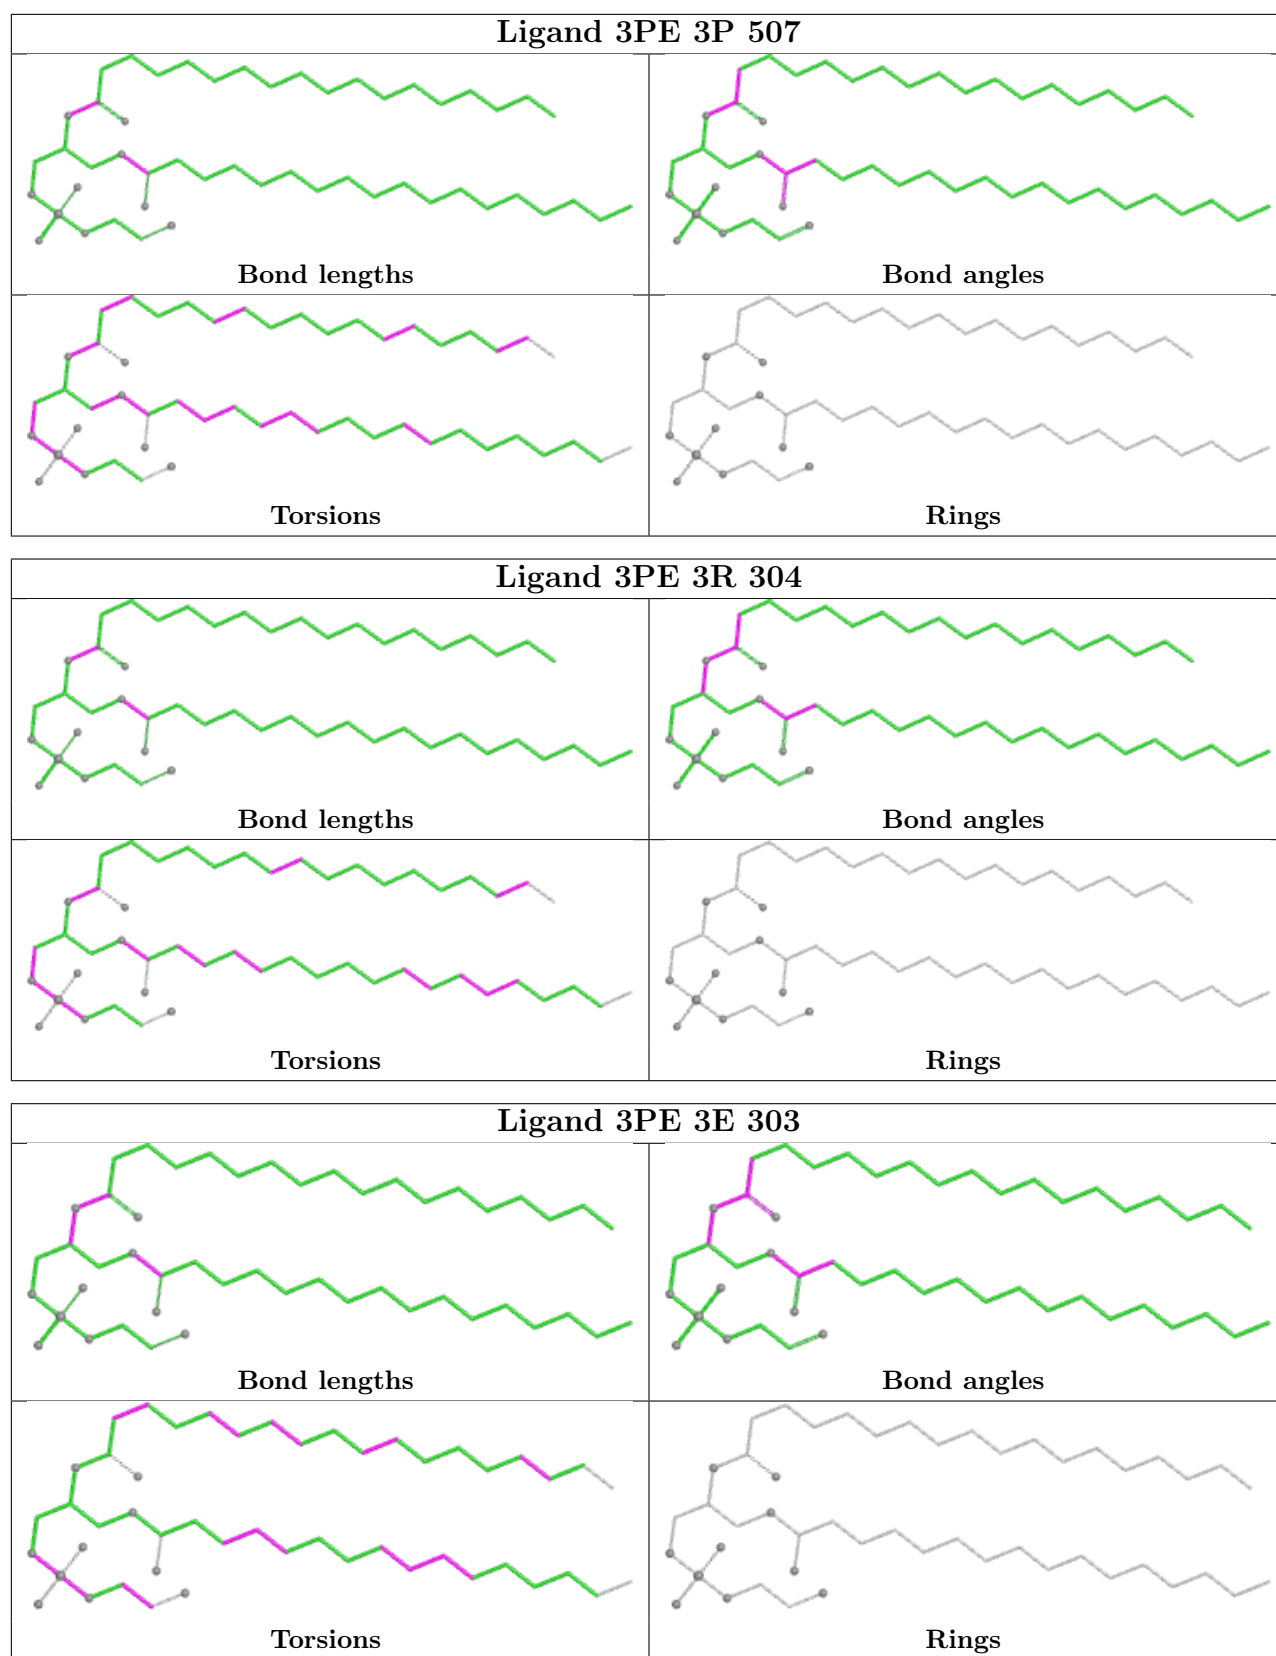 Ligand 3PE 3P 507
Bond lengths
Bond angles
Torsions
Rings
Ligand 3PE 3R 304
Bond lengths
Bond angles
Torsions
Rings
Ligand 3PE 3E 303
Bond lengths
Bond angles
Torsions
Rings